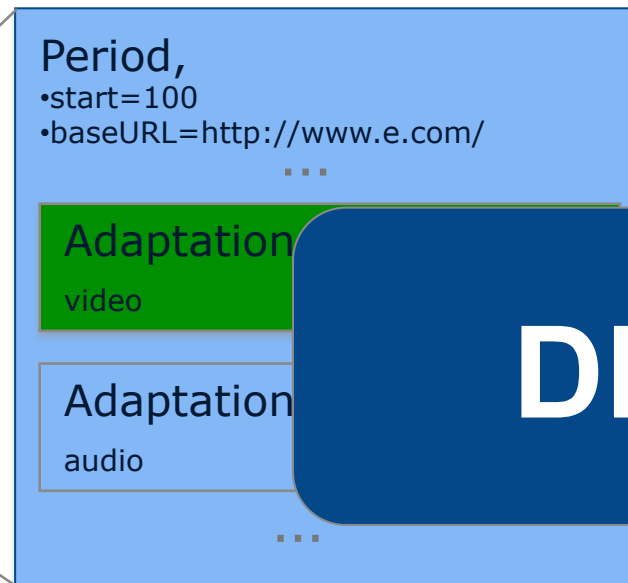 Period,
•start=100
•baseURL=http://www.e.com/
...
Adaptation
video
Adaptation
audio
...